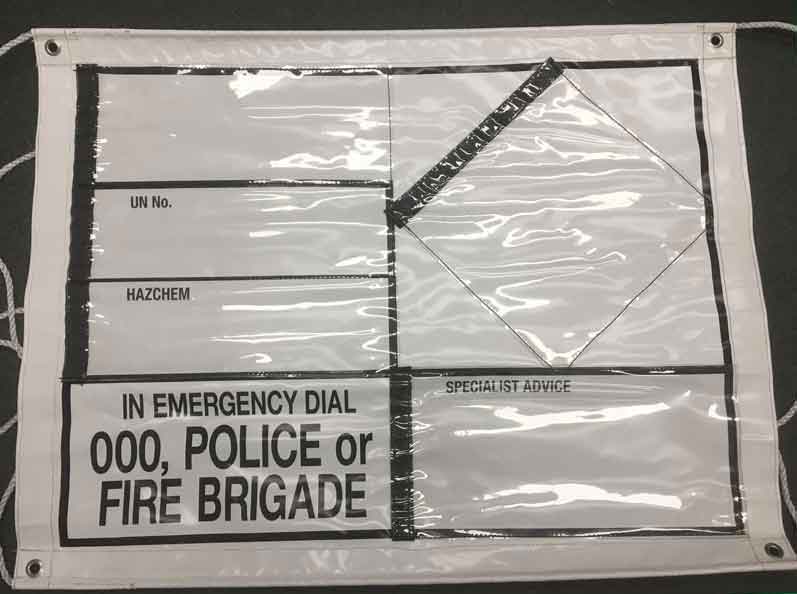 UN No.
HAZCHEM
IN EMERGENCY DIAL
000, POLICE or
FIRE BRIGADE
SPECIALIST ADVICE